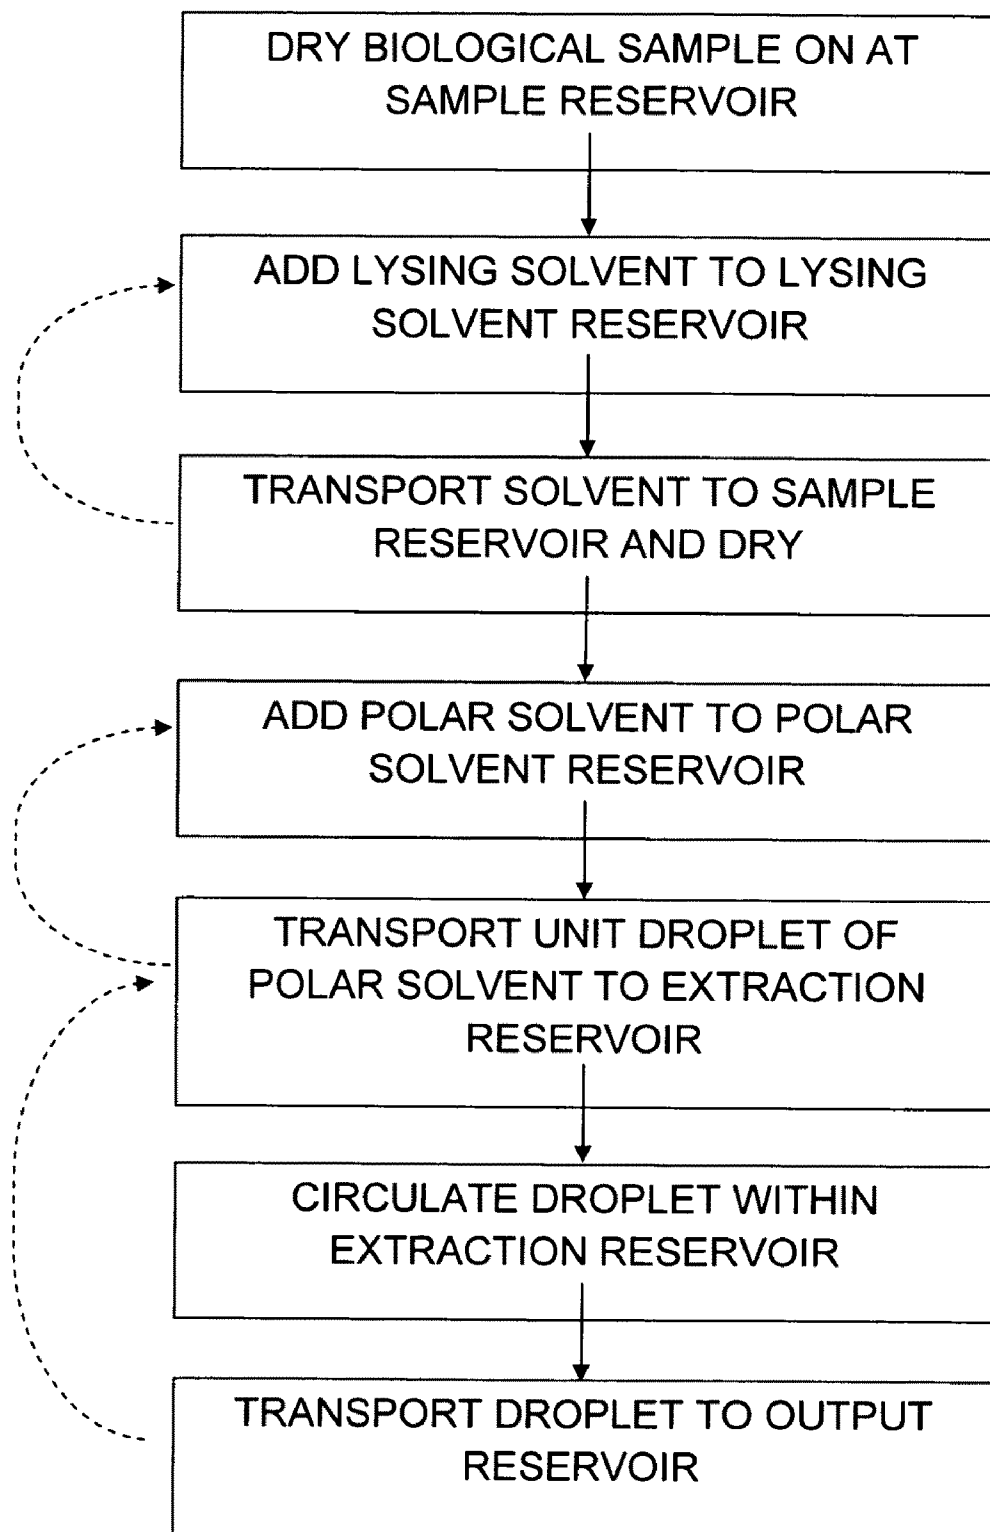 DRY BIOLOGICAL SAMPLE ON AT
SAMPLE RESERVOIR
ADD LYSING SOLVENT TO LYSING
SOLVENT RESERVOIR
TRANSPORT SOLVENT TO SAMPLE
RESERVOIR AND DRY
ADD POLAR SOLVENT TO POLAR
SOLVENT RESERVOIR
TRANSPORT UNIT DROPLET OF
POLAR SOLVENT TO EXTRACTION
RESERVOIR
CIRCULATE DROPLET WITHIN
EXTRACTION RESERVOIR
TRANSPORT DROPLET TO OUTPUT
RESERVOIR